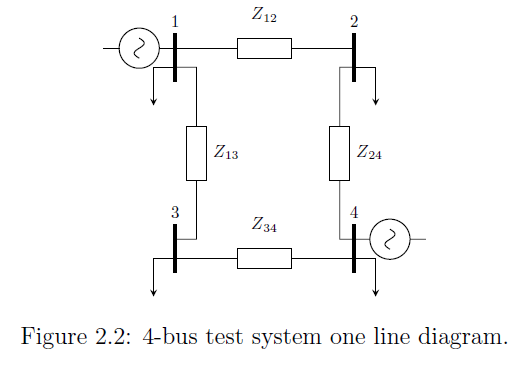 1
Z12
2
Z13
Z24
3
Z34
4
Figure 2.2: 4-bus test system one line diagram.